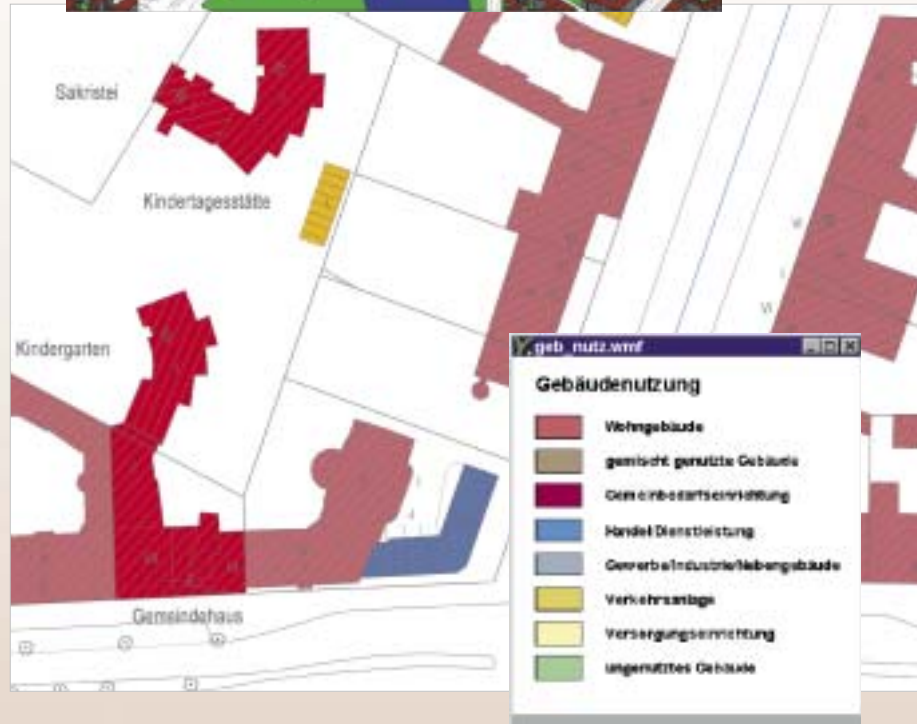 Sakristei
Kindertagesstätte
Kindergarten
Gemeindehaus
VI
geb_nutz.wmf
Gebäudenutzung
Wohngebäude
gemischt genutzte Gebäude
Gemeinbedarfseinrichtung
Handel/Dienstleistung
Gewerbe/Industrie/Nebengebäude
Verkehrsanlage
Versorgungseinrichtung
ungenutztes Gebäude